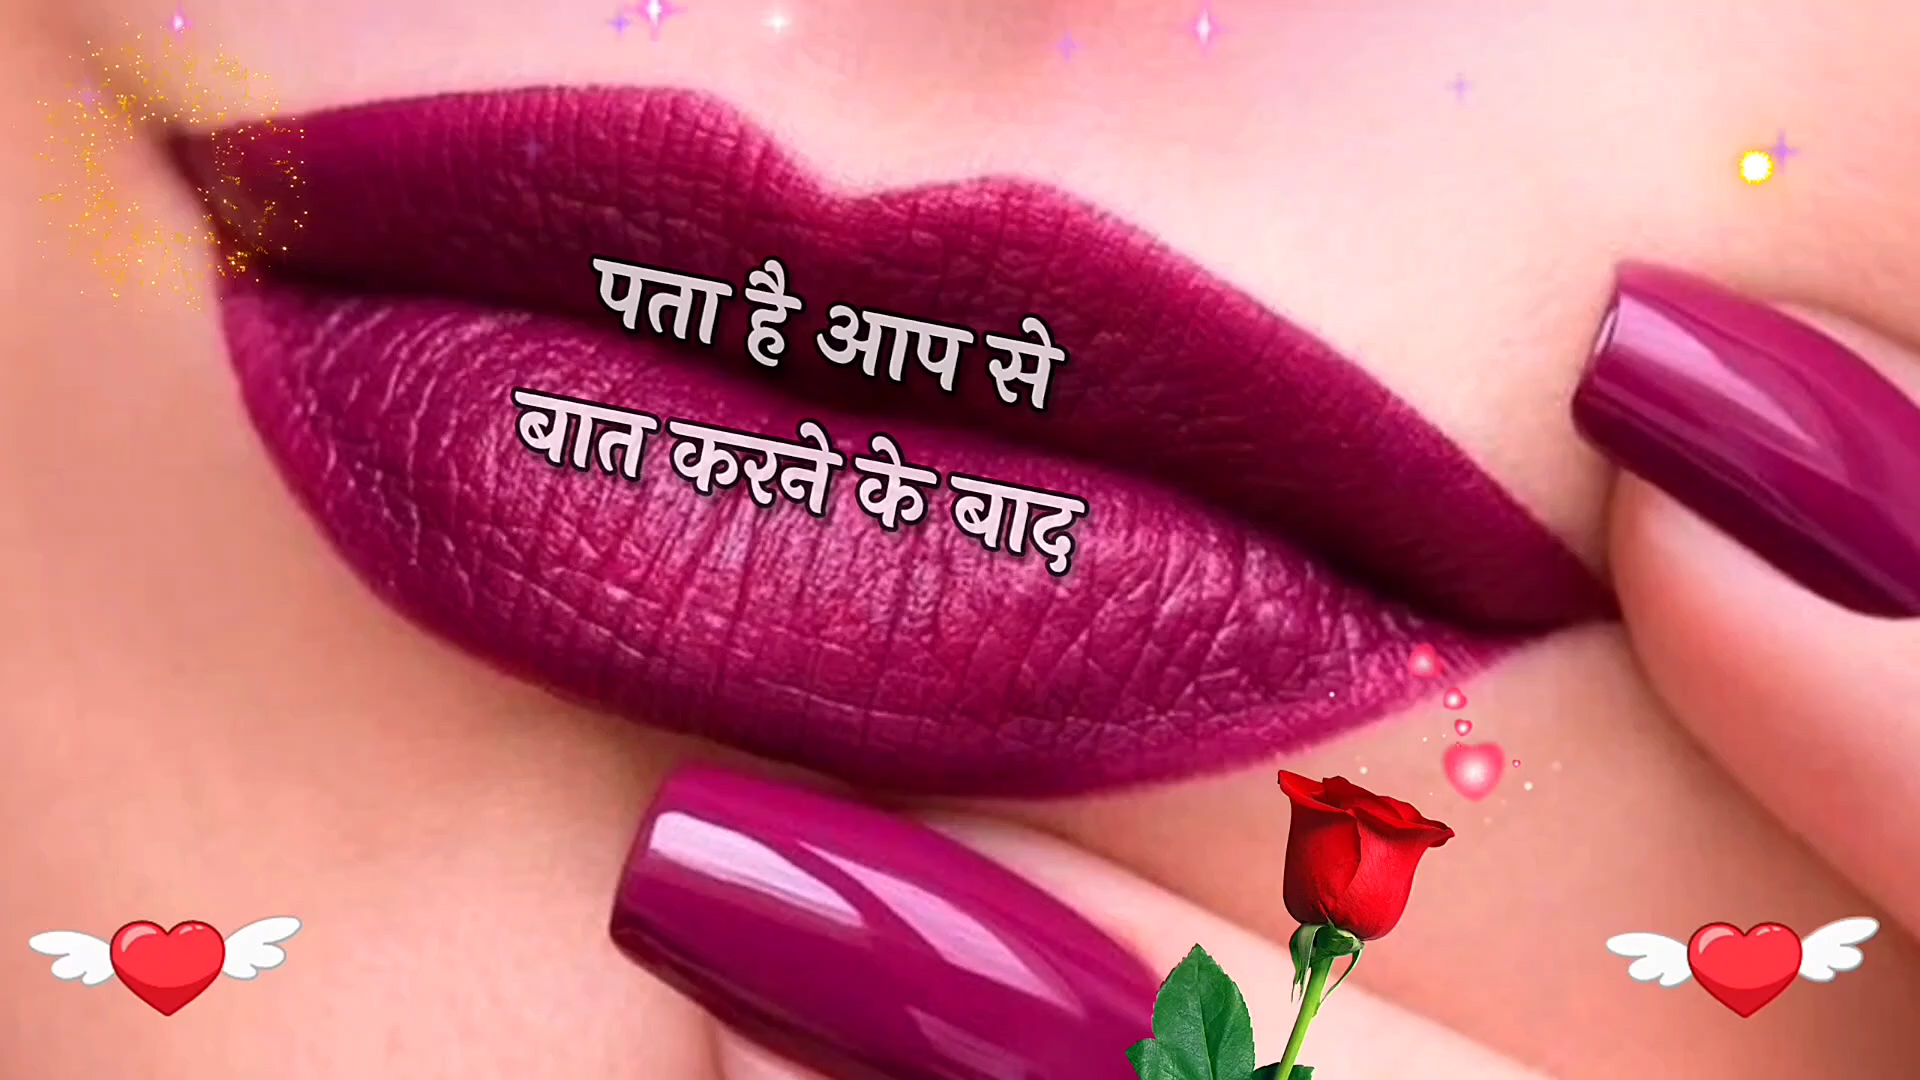 पता है आप से
बात करने के बाद